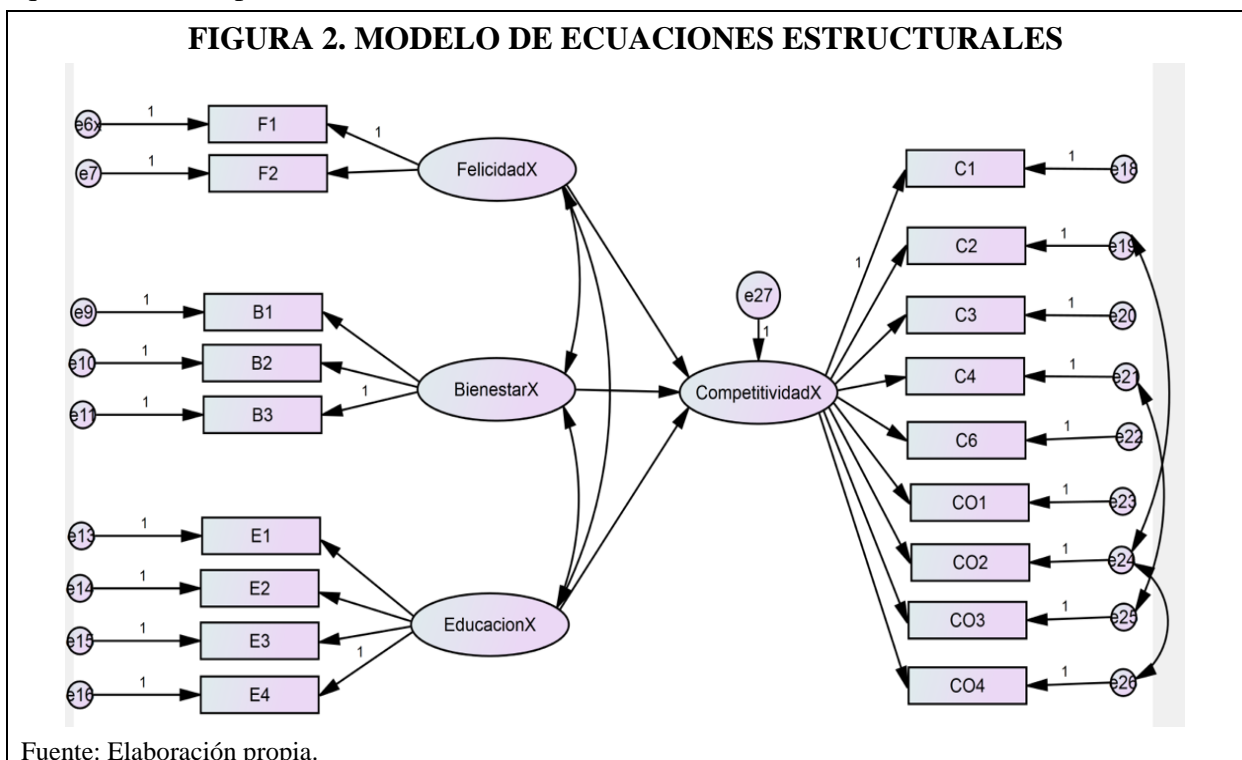 FIGURA 2. MODELO DE ECUACIONES ESTRUCTURALES
e6x 1 F1 1
e7 1 F2
FelicidadX
e9 1 B1
e10 1 B2
e11 1 B3 1
BienestarX
e13 1 E1
e14 1 E2
e15 1 E3
e16 1 E4 1
EducacionX
e27
1
CompetitividadX
1
C1 1 e18
C2 1 e19
C3 1 e20
C4 1 e21
C6 1 e22
CO1 1 e23
CO2 1 e24
CO3 1 e25
CO4 1 e26
Fuente: Elaboración propia.